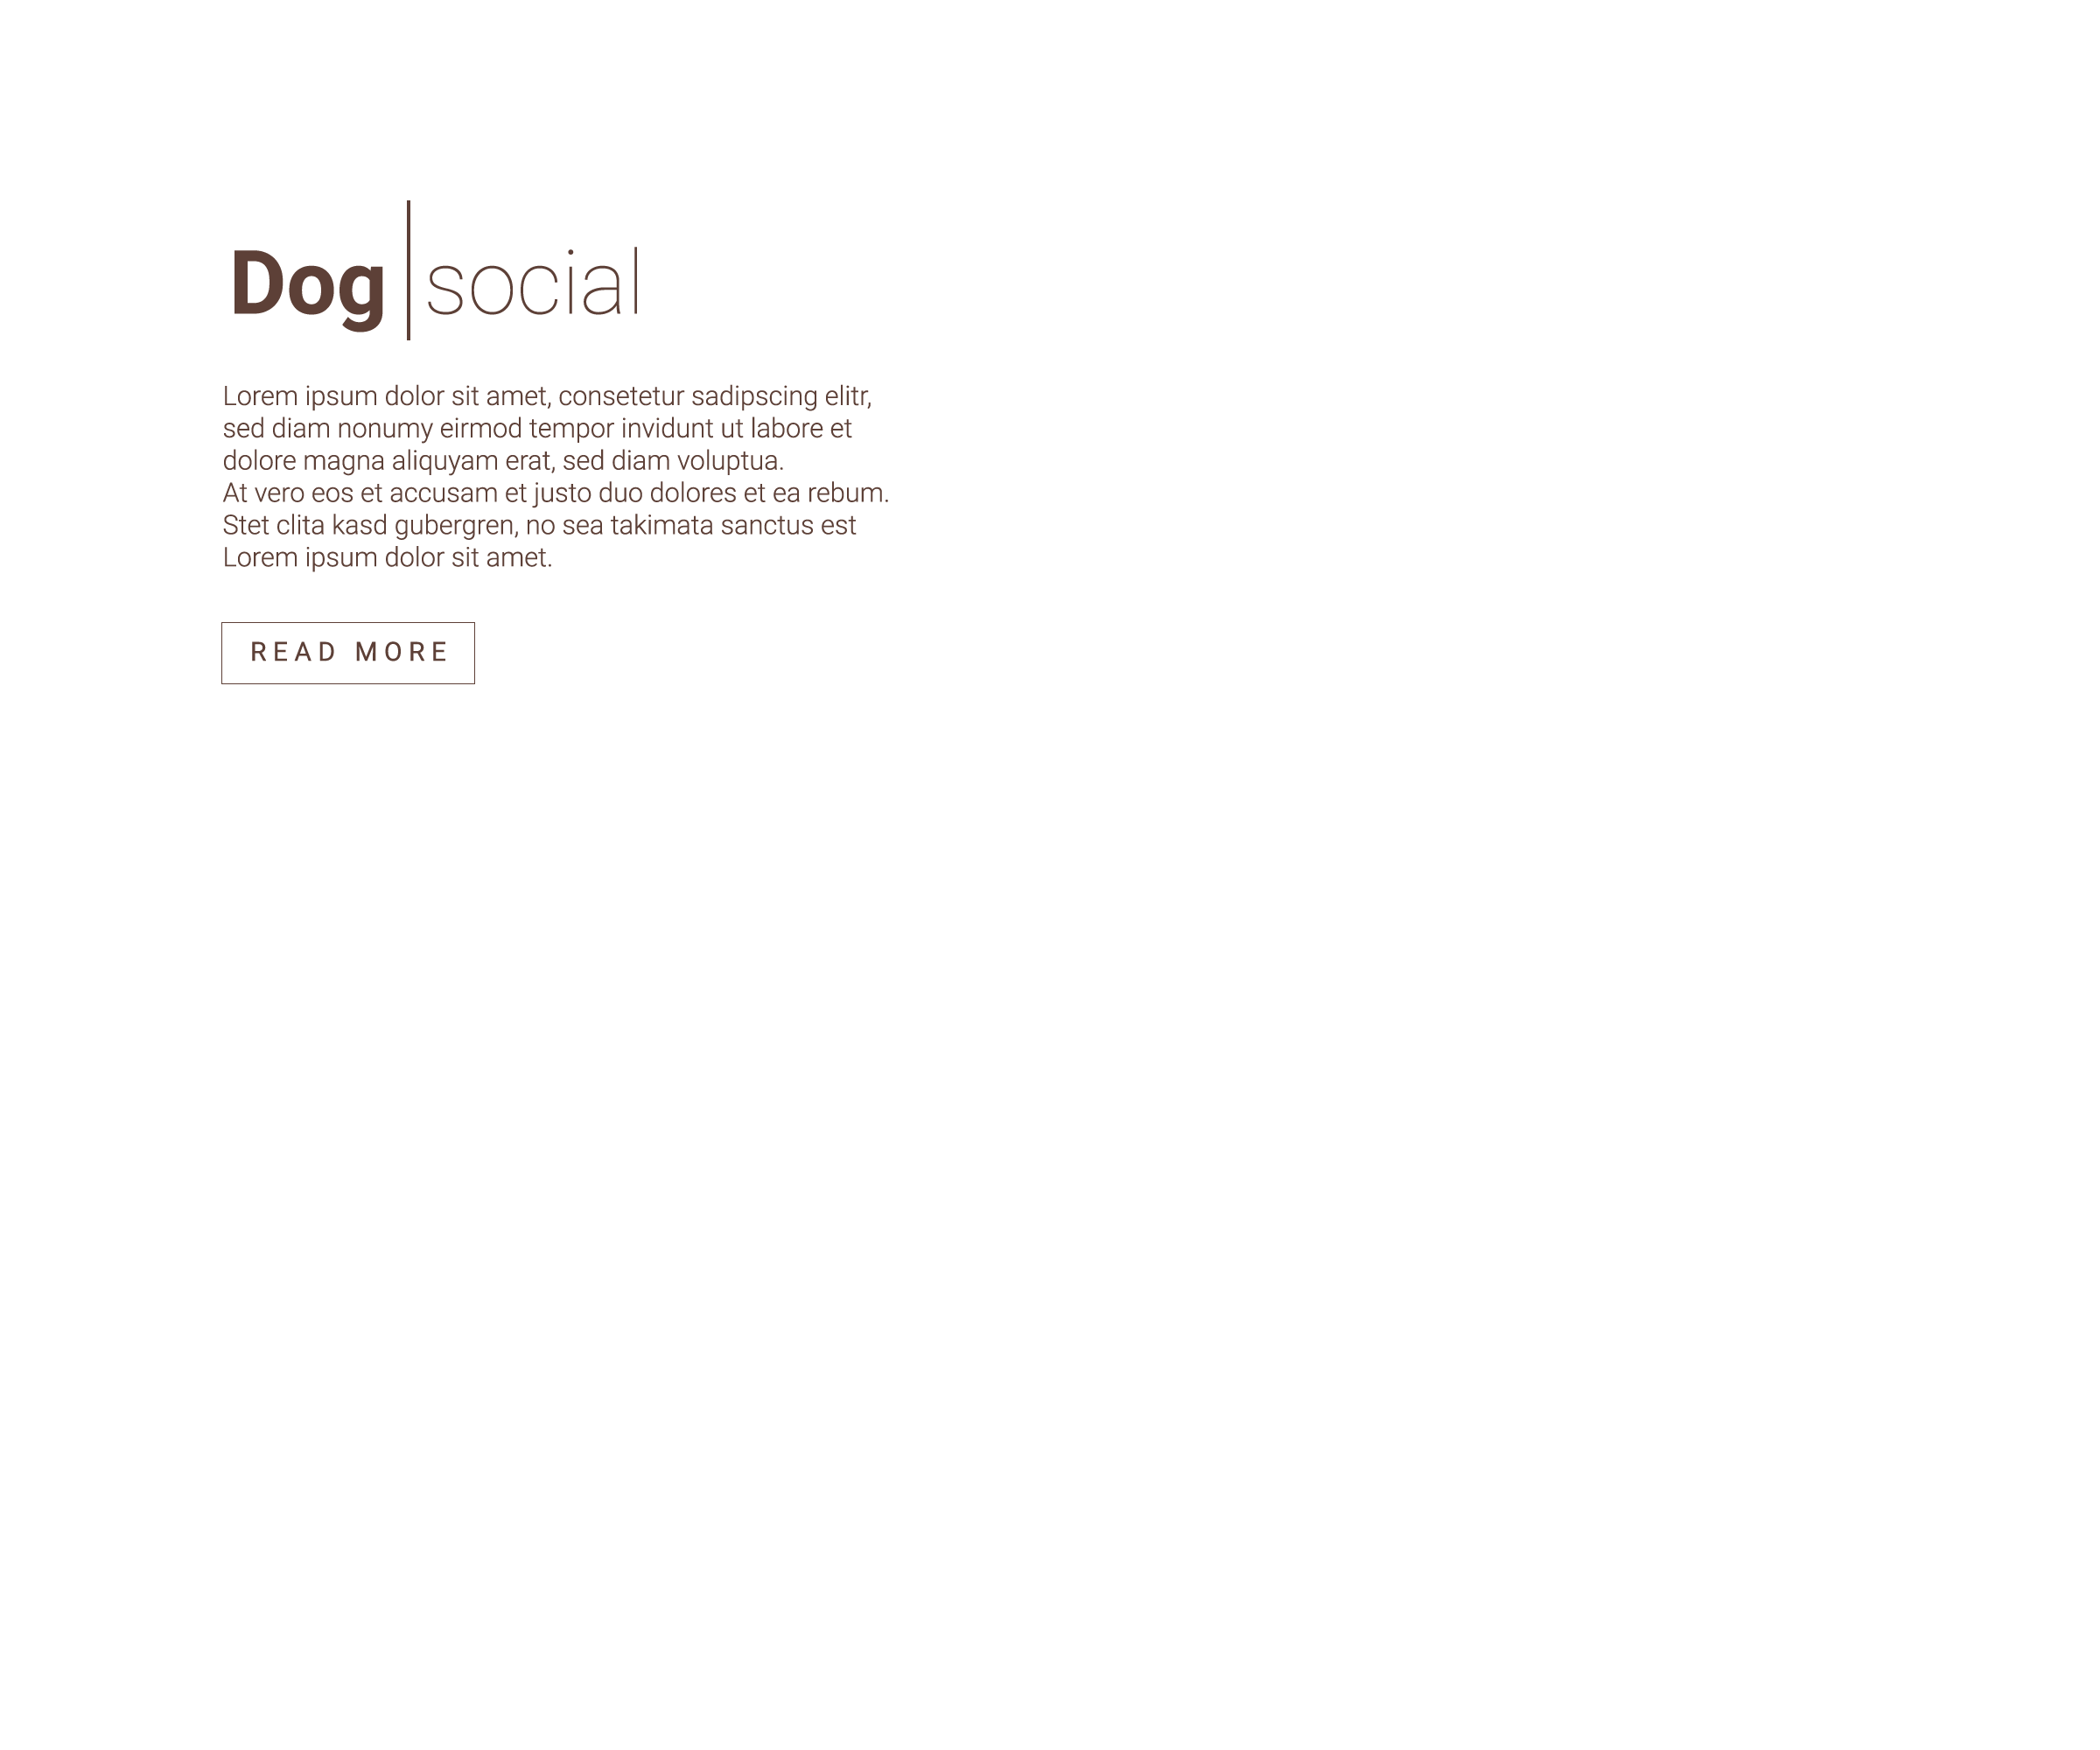 Dog|social
Lorem ipsum dolor sit amet, consetetur sadipscing elitr,
sed diam nonumy eirmod tempor invidunt ut labore et
dolore magna aliquyam erat, sed diam voluptua.
At vero eos et accusam et justo duo dolores et ea rebum.
Stet clita kasd gubergren, no sea takimata sanctus est
Lorem ipsum dolor sit amet.
READ MORE